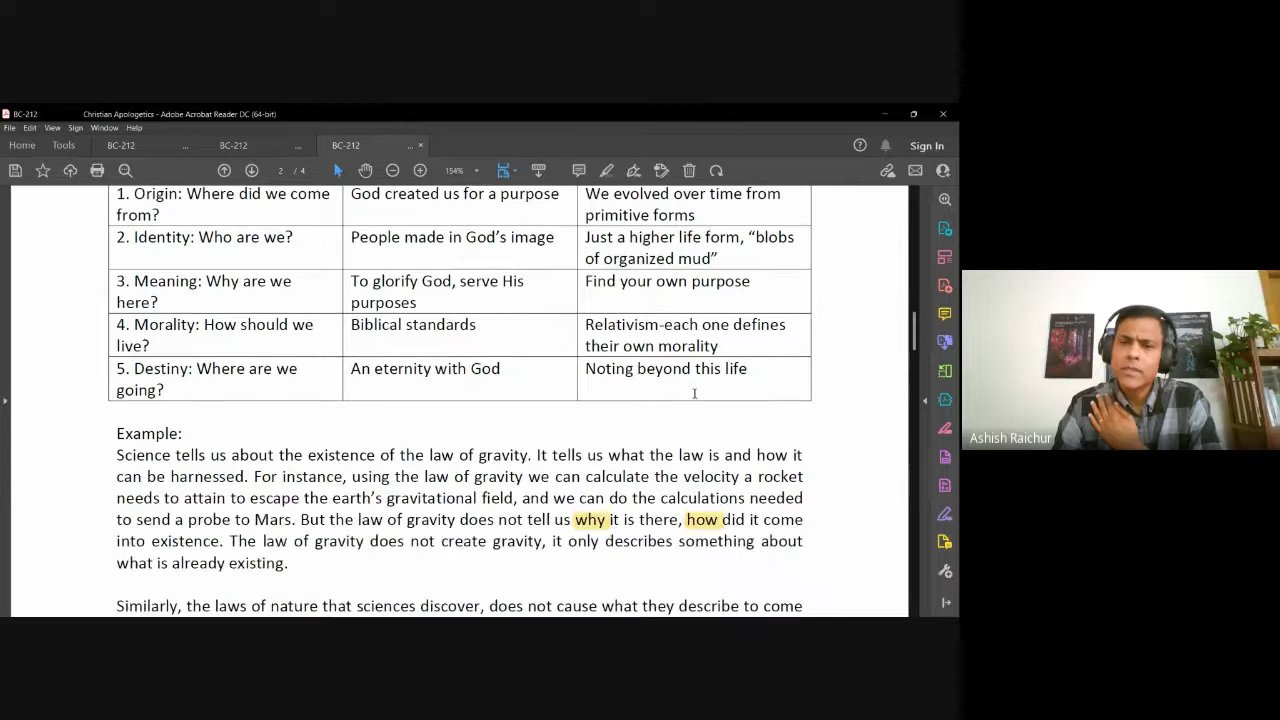 BC-212 Christian Apologetics - Adobe Acrobat Reader DC (64-bit)
File Edit View Sign Window Help
Home Tools BC-212 ... BC-212 ... BC-212 ... × Sign In
2 / 4 154%
1. Origin: Where did we come from? God created us for a purpose We evolved over time from primitive forms
2. Identity: Who are we? People made in God's image Just a higher life form, “blobs of organized mud”
3. Meaning: Why are we here? To glorify God, serve His purposes Find your own purpose
4. Morality: How should we live? Biblical standards Relativism-each one defines their own morality
5. Destiny: Where are we going? An eternity with God Noting beyond this life
Example:
Science tells us about the existence of the law of gravity. It tells us what the law is and how it
can be harnessed. For instance, using the law of gravity we can calculate the velocity a rocket
needs to attain to escape the earth's gravitational field, and we can do the calculations needed
to send a probe to Mars. But the law of gravity does not tell us why it is there, how did it come
into existence. The law of gravity does not create gravity, it only describes something about
what is already existing.
Similarly, the laws of nature that sciences discover, does not cause what they describe to come
Ashish Raichur